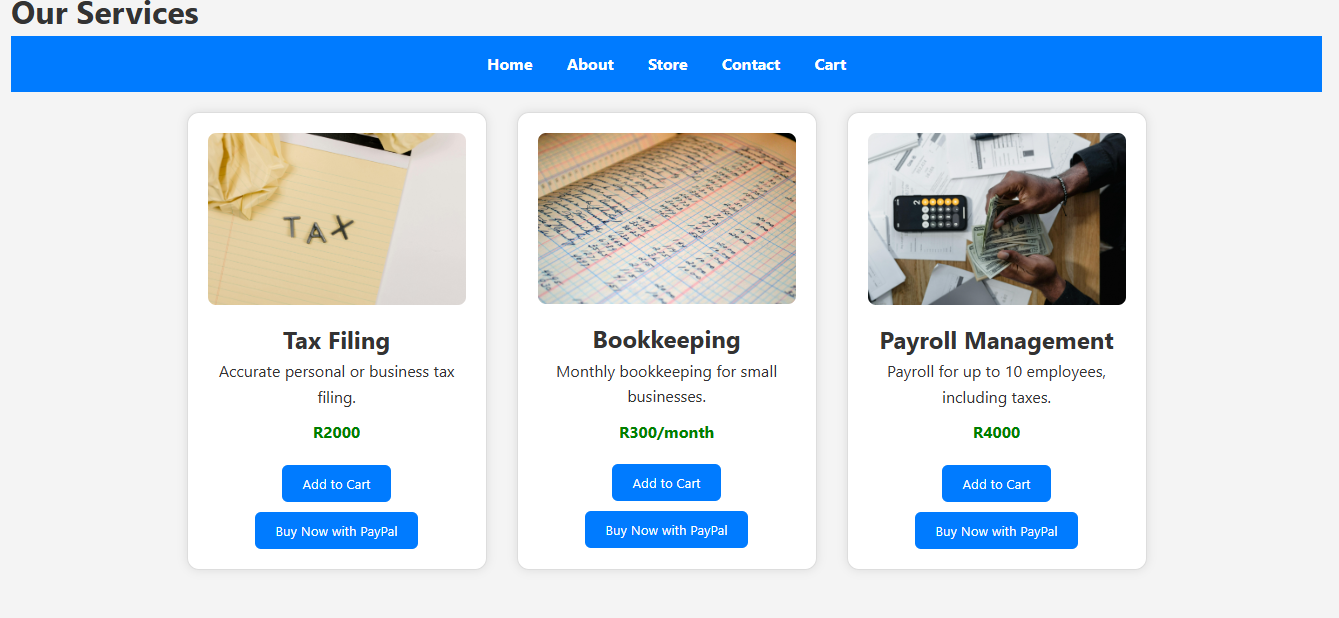 Our Services
Home About Store Contact Cart
TAX
Tax Filing
Accurate personal or business tax
filing.
R2000
Add to Cart
Buy Now with PayPal
Bookkeeping
Monthly bookkeeping for small
businesses.
R300/month
Add to Cart
Buy Now with PayPal
Payroll Management
Payroll for up to 10 employees,
including taxes.
R4000
Add to Cart
Buy Now with PayPal